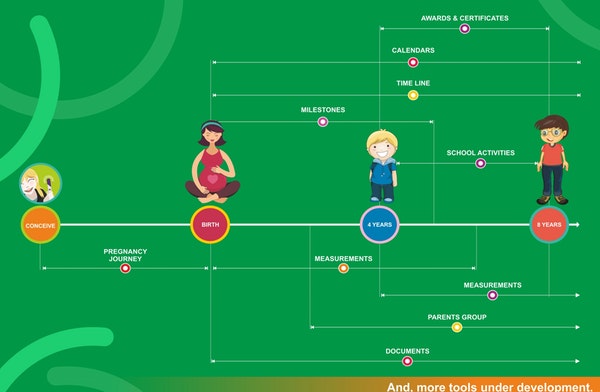 AWARDS & CERTIFICATES
CALENDARS
TIME LINE
MILESTONES
SCHOOL ACTIVITIES
CONCEIVE
BIRTH
4 YEARS
8 YEARS
PREGNANCY
JOURNEY
MEASUREMENTS
MEASUREMENTS
PARENTS GROUP
DOCUMENTS
And, more tools under development.